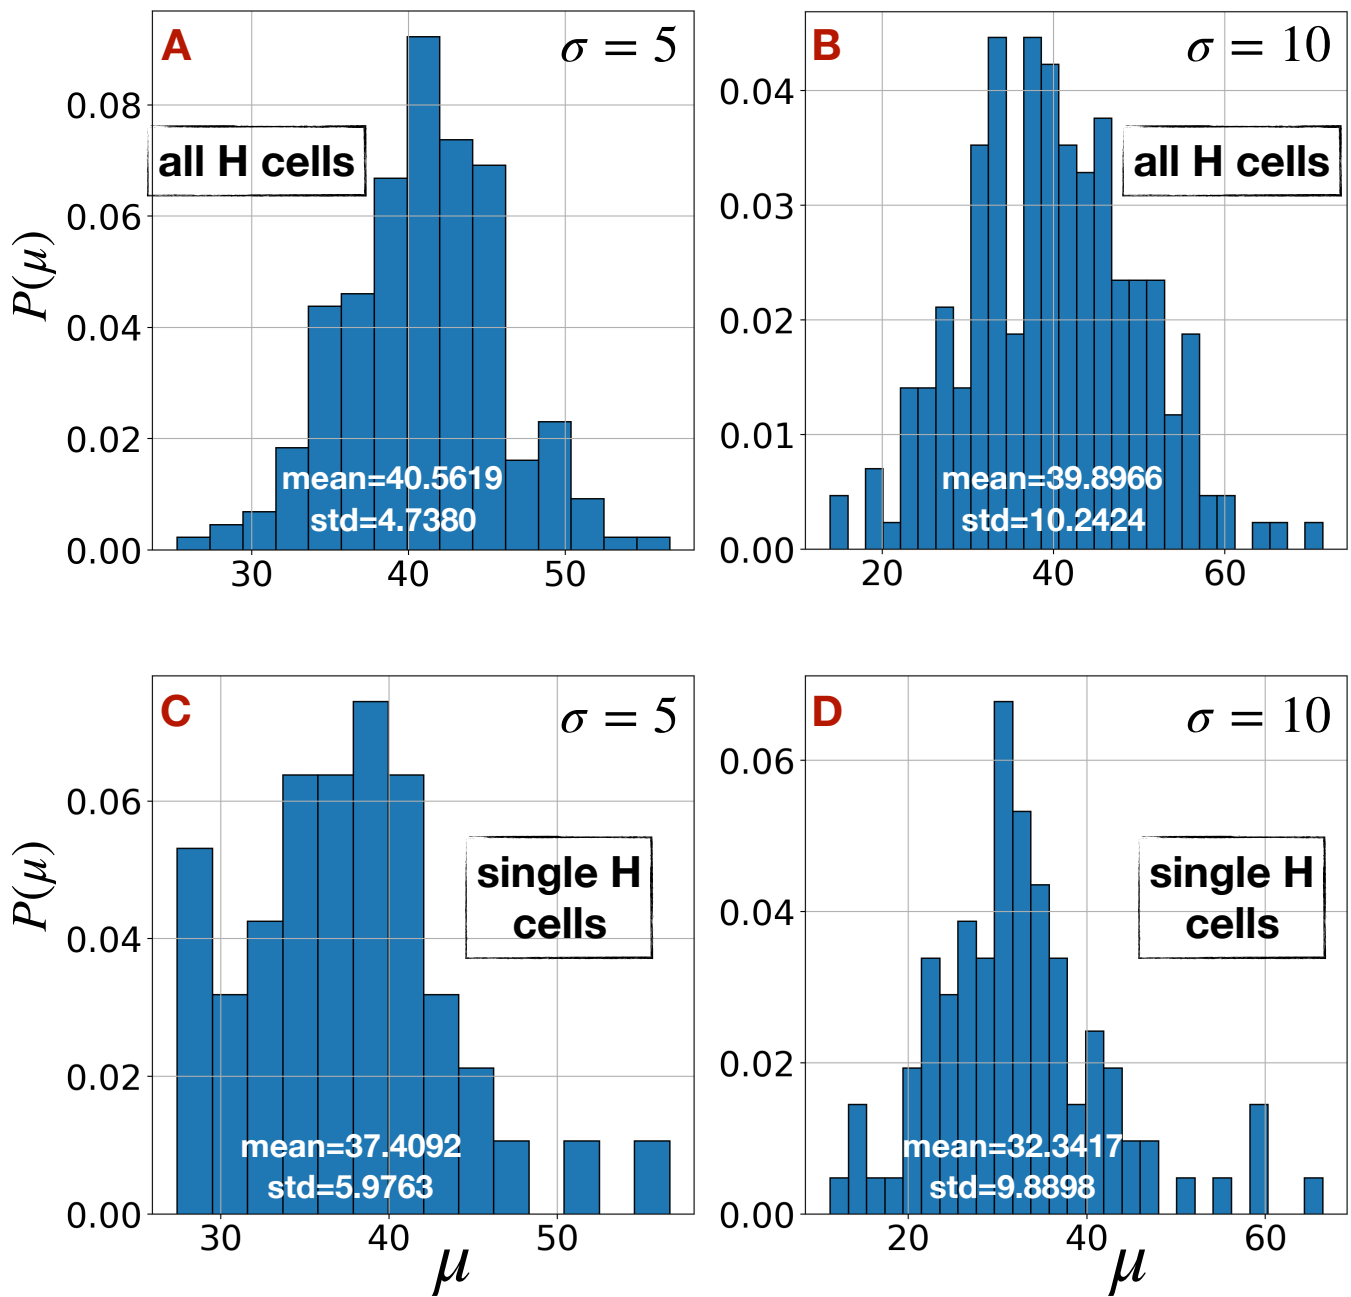 A
σ = 5
all H cells
P(μ)
0.08
0.06
0.04
0.02
0.00
mean=40.5619
std=4.7380
30 40 50
B
σ = 10
all H cells
0.04
0.03
0.02
0.01
0.00
mean=39.8966
std=10.2424
20 40 60
C
σ = 5
single H
cells
P(μ)
0.06
0.04
0.02
0.00
mean=37.4092
std=5.9763
30 40 50
μ
D
σ = 10
single H
cells
0.06
0.04
0.02
0.00
mean=32.3417
std=9.8898
20 40 60
μ